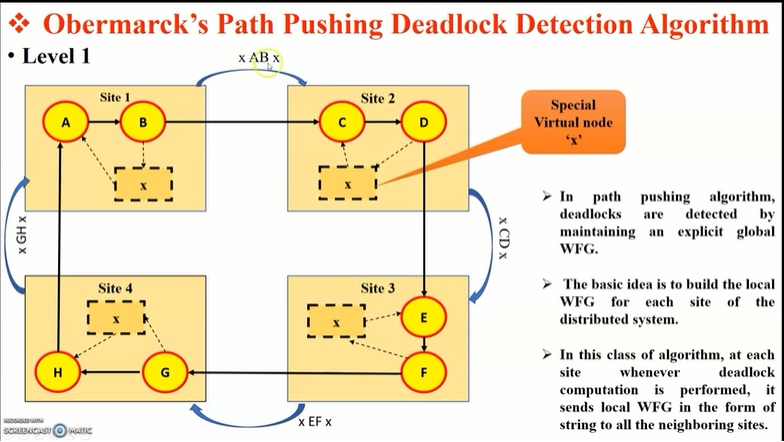 ❖ Obermarck's Path Pushing Deadlock Detection Algorithm
• Level 1
x AB x
Site 1
A
B
x
Site 2
C
D
x
Special
Virtual node
'x'
x GH x
x CD x
Site 4
x
H
G
Site 3
x
E
F
x EF x
➢ In path pushing algorithm,
deadlocks are detected by
maintaining an explicit global
WFG.
➢ The basic idea is to build the local
WFG for each site of the
distributed system.
➢ In this class of algorithm, at each
site whenever deadlock
computation is performed, it
sends local WFG in the form of
string to all the neighboring sites.
RECORDED WITH
SCREENCAST MATIC